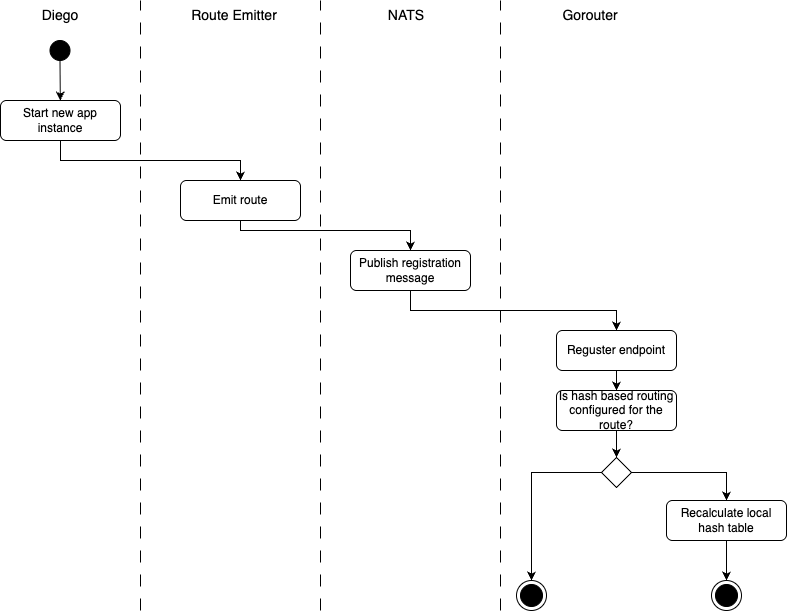 Diego
Route Emitter
NATS
Gorouter
Start new app
instance
Emit route
Publish registration
message
Reguster endpoint
Is hash based routing
configured for the
route?
Recalculate local
hash table